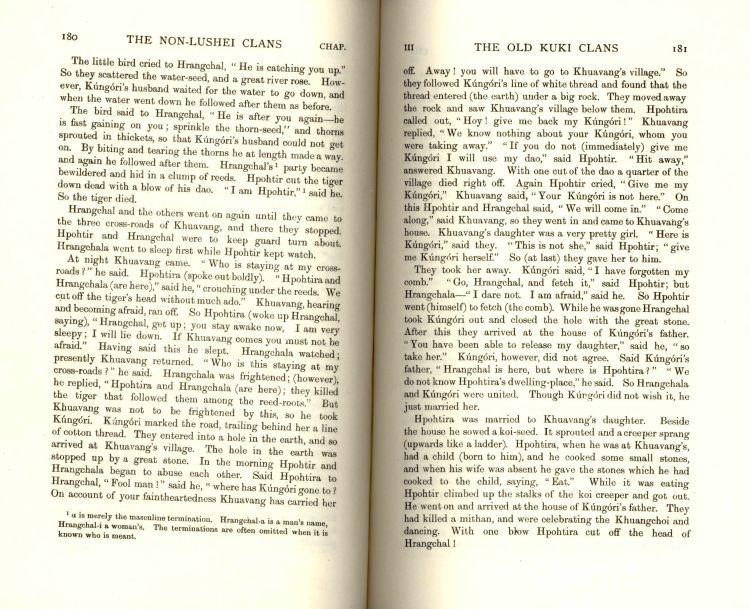 180
THE NON-LUSHEI CLANS
CHAP.
The little bird cried to Hrangchal, “ He is catching you up.”
So they scattered the water-seed, and a great river rose. How-
ever, Kúngóri's husband waited for the water to go down, and
when the water went down he followed after them as before.
The bird said to Hrangchal, “ He is after you again—he
is fast gaining on you ; sprinkle the thorn-seed,” and thorns
sprouted in thickets, so that Kúngóri's husband could not get
on. By biting and tearing the thorns he at length made a way,
and again he followed after them. Hrangchal's¹ party became
bewildered and hid in a clump of reeds. Hpohtir cut the tiger
down dead with a blow of his dao. “ I am Hpohtir,”¹ said he.
So the tiger died.
Hrangchal and the others went on again until they came to
the three cross-roads of Khuavang, and there they stopped.
Hpohtir and Hrangchal were to keep guard turn about.
Hrangchala went to sleep first while Hpohtir kept watch.
At night Khuavang came. “ Who is staying at my cross-
roads ? ” he said. Hpohtira (spoke out boldly). “ Hpohtira and
Hrangchala (are here),” said he, “ crouching under the reeds. We
cut off the tiger's head without much ado.” Khuavang, hearing
and becoming afraid, ran off. So Hpohtira (woke up Hrangchal,
saying), “ Hrangchal, get up ; you stay awake now, I am very
sleepy ; I will lie down. If Khuavang comes you must not be
afraid.” Having said this he slept. Hrangchala watched ;
presently Khuavang returned. “ Who is this staying at my
cross-roads ? ” he said. Hrangchala was frightened ; (however),
he replied, “ Hpohtira and Hrangchala (are here) ; they killed
the tiger that followed them among the reed-roots.” But
Khuavang was not to be frightened by this, so he took
Kúngóri. Kúngóri marked the road, trailing behind her a line
of cotton thread. They entered into a hole in the earth, and so
arrived at Khuavang's village. The hole in the earth was
stopped up by a great stone. In the morning Hpohtir and
Hrangchala began to abuse each other. Said Hpohtira to
Hrangchal, “ Fool man ! ” said he, “ where has Kúngóri gone to ?
On account of your faintheartedness Khuavang has carried her
¹ a is merely the masculine termination. Hrangchal-a is a man's name,
Hrangchal-i a woman's. The terminations are often omitted when it is
known who is meant.
III
THE OLD KUKI CLANS
181
off. Away ! you will have to go to Khuavang's village.” So
they followed Kúngóri's line of white thread and found that the
thread entered (the earth) under a big rock. They moved away
the rock and saw Khuavang's village below them. Hpohtira
called out, “ Hoy ! give me back my Kúngóri ! ” Khuavang
replied, “ We know nothing about your Kúngóri, whom you
were taking away.” “ If you do not (immediately) give me
Kúngóri I will use my dao,” said Hpohtir. “ Hit away,”
answered Khuavang. With one cut of the dao a quarter of the
village died right off. Again Hpohtir cried, “ Give me my
Kúngóri,” Khuavang said, “ Your Kúngóri is not here.” On
this Hpohtir and Hrangchal said, “ We will come in.” “ Come
along,” said Khuavang, so they went in and came to Khuavang's
house. Khuavang's daughter was a very pretty girl. “ Here is
Kúngóri,” said they. “ This is not she,” said Hpohtir ; “ give
me Kúngóri herself.” So (at last) they gave her to him.
They took her away. Kúngóri said, “ I have forgotten my
comb.” “ Go, Hrangchal, and fetch it,” said Hpohtir ; but
Hrangchala—“ I dare not. I am afraid,” said he. So Hpohtir
went (himself) to fetch (the comb). While he was gone Hrangchal
took Kúngóri out and closed the hole with the great stone.
After this they arrived at the house of Kúngóri's father.
“ You have been able to release my daughter,” said he, “ so
take her.” Kúngóri, however, did not agree. Said Kúngóri's
father, “ Hrangchal is here, but where is Hpohtira ? ” “ We
do not know Hpohtira's dwelling-place,” he said. So Hrangchala
and Kúngóri were united. Though Kúrgóri did not wish it, he
just married her.
Hpohtira was married to Khuavang's daughter. Beside
the house he sowed a koi-seed. It sprouted and a creeper sprang
(upwards like a ladder). Hpohtira, when he was at Khuavang's,
had a child (born to him), and he cooked some small stones,
and when his wife was absent he gave the stones which he had
cooked to the child, saying, “ Eat.” While it was eating
Hpohtir climbed up the stalks of the koi creeper and got out.
He went on and arrived at the house of Kúngóri's father. They
had killed a mithan, and were celebrating the Khuangchoi and
dancing. With one blow Hpohtira cut off the head of
Hrangchal !